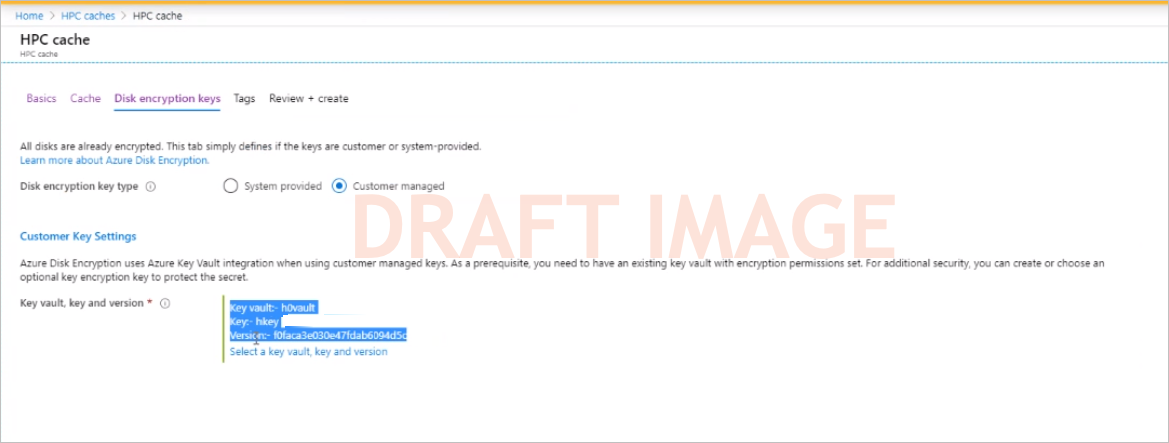 Home > HPC caches > HPC cache
HPC cache
HPC cache
Basics Cache Disk encryption keys Tags Review + create
All disks are already encrypted. This tab simply defines if the keys are customer or system-provided.
Learn more about Azure Disk Encryption.
Disk encryption key type System provided Customer managed
DRAFT IMAGE
Customer Key Settings
Azure Disk Encryption uses Azure Key Vault integration when using customer managed keys. As a prerequisite, you need to have an existing key vault with encryption permissions set. For additional security, you can create or choose an
optional key encryption key to protect the secret.
Key vault, key and version * Key vault:- h0vault
Key:- hkey
Version:- f0faca3e030e47fdab6094d5c
Select a key vault, key and version